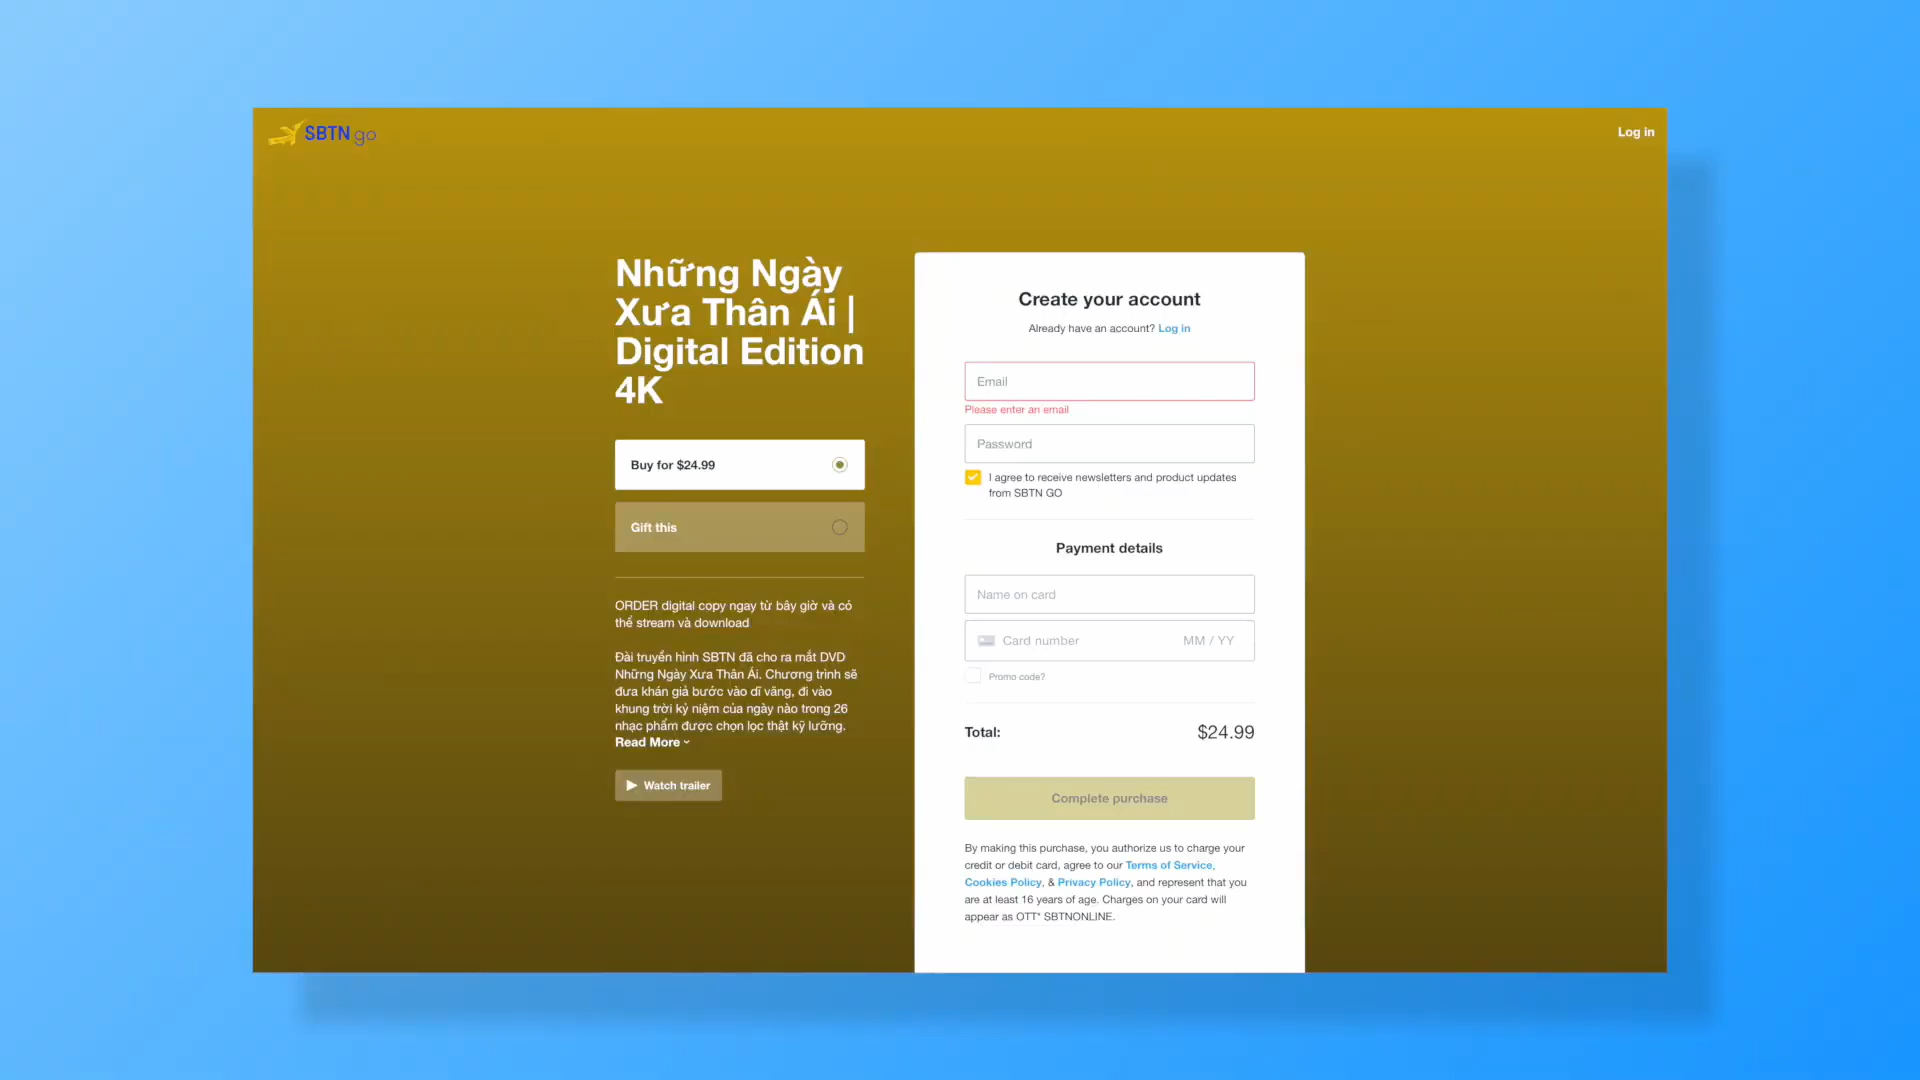 SBTN go
Log in
Những Ngày
Xưa Thân Ái |
Digital Edition
4K
Buy for $24.99
Gift this
ORDER digital copy ngay từ bây giờ và có
thể stream và download
Đài truyền hình SBTN đã cho ra mắt DVD
Những Ngày Xưa Thân Ái. Chương trình sẽ
đưa khán giả bước vào dĩ vãng, đi vào
khung trời kỷ niệm của ngày nào trong 26
nhạc phẩm được chọn lọc thật kỹ lưỡng.
Read More
Watch trailer
Create your account
Already have an account? Log in
Email
Please enter an email
Password
I agree to receive newsletters and product updates
from SBTN GO
Payment details
Name on card
Card number MM / YY
Promo code?
Total: $24.99
Complete purchase
By making this purchase, you authorize us to charge your
credit or debit card, agree to our Terms of Service,
Cookies Policy, & Privacy Policy, and represent that you
are at least 16 years of age. Charges on your card will
appear as OTT* SBTNONLINE.